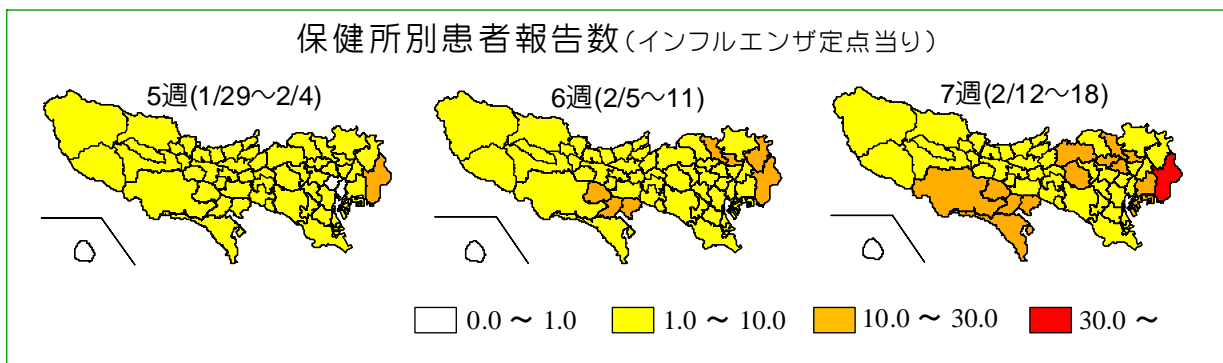 保健所別患者報告数(インフルエンザ定点当り)
5週(1/29～2/4)
6週(2/5～11)
7週(2/12～18)
0.0 ～ 1.0
1.0 ～ 10.0
10.0 ～ 30.0
30.0 ～